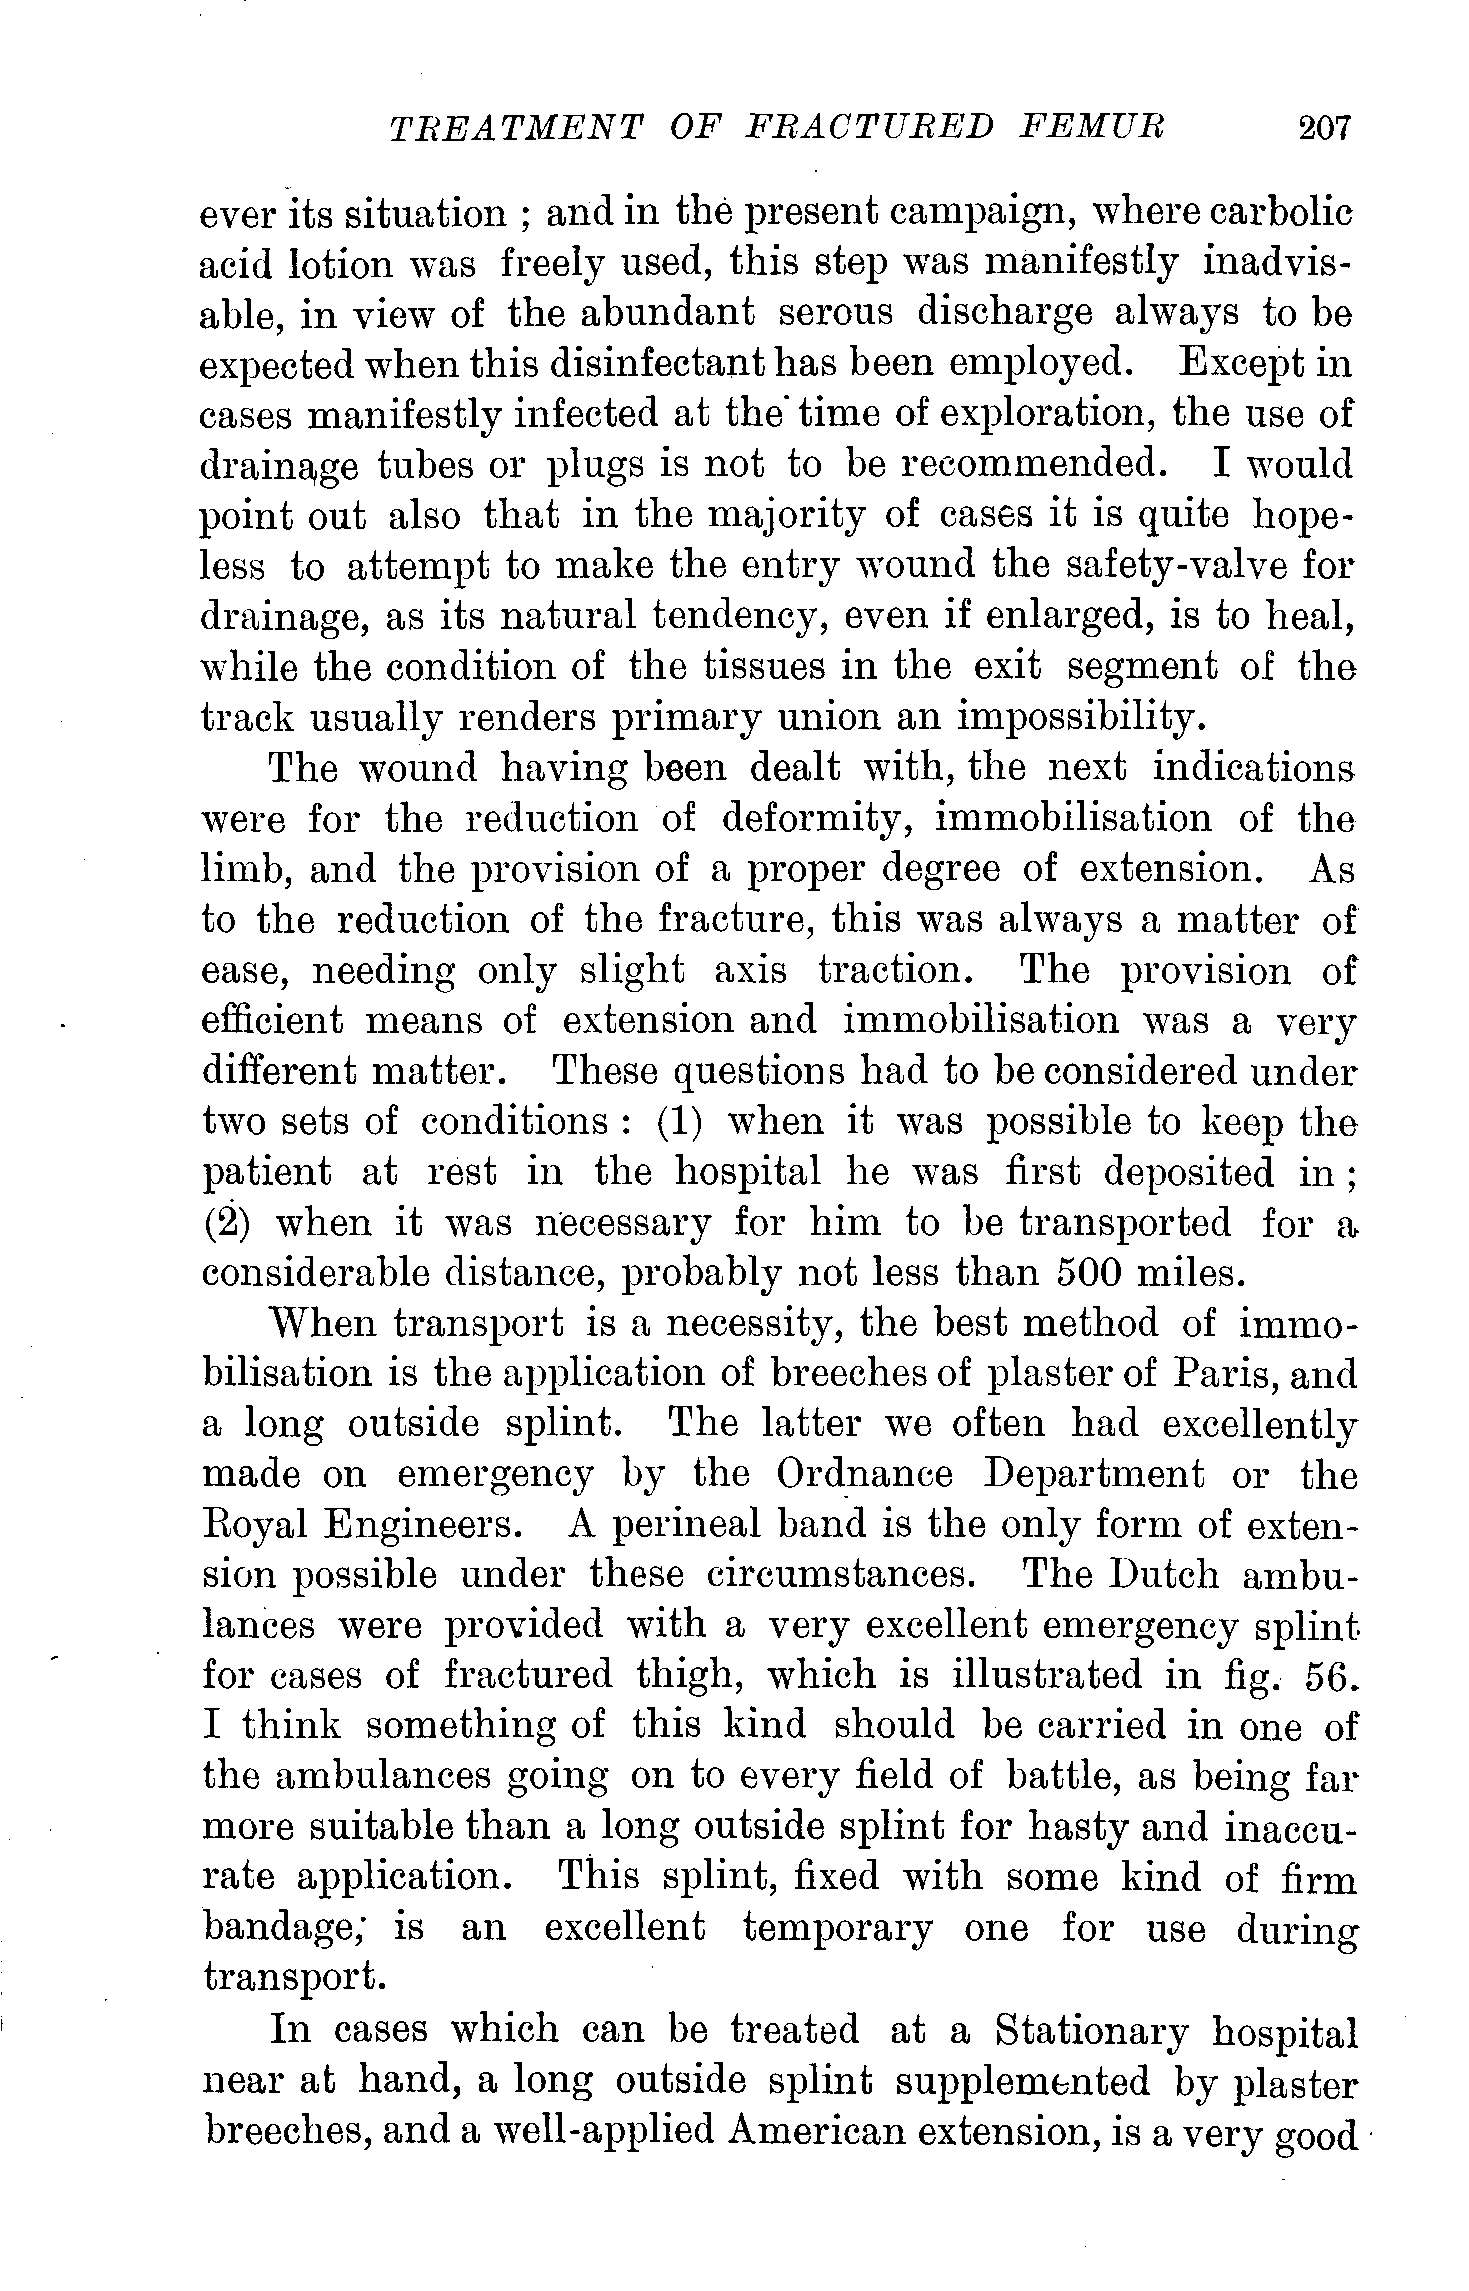 TREATMENT OF FRACTURED FEMUR 207
ever its situation ; and in the present campaign, where carbolic
acid lotion was freely used, this step was manifestly inadvis-
able, in view of the abundant serous discharge always to be
expected when this disinfectant has been employed. Except in
cases manifestly infected at the time of exploration, the use of
drainage tubes or plugs is not to be recommended. I would
point out also that in the majority of cases it is quite hope-
less to attempt to make the entry wound the safety-valve for
drainage, as its natural tendency, even if enlarged, is to heal,
while the condition of the tissues in the exit segment of the
track usually renders primary union an impossibility.
The wound having been dealt with, the next indications
were for the reduction of deformity, immobilisation of the
limb, and the provision of a proper degree of extension. As
to the reduction of the fracture, this was always a matter of
ease, needing only slight axis traction. The provision of
efficient means of extension and immobilisation was a very
different matter. These questions had to be considered under
two sets of conditions : (1) when it was possible to keep the
patient at rest in the hospital he was first deposited in ;
(2) when it was necessary for him to be transported for a
considerable distance, probably not less than 500 miles.
When transport is a necessity, the best method of immo-
bilisation is the application of breeches of plaster of Paris, and
a long outside splint. The latter we often had excellently
made on emergency by the Ordnance Department or the
Royal Engineers. A perineal band is the only form of exten-
sion possible under these circumstances. The Dutch ambu-
lances were provided with a very excellent emergency splint
for cases of fractured thigh, which is illustrated in fig. 56.
I think something of this kind should be carried in one of
the ambulances going on to every field of battle, as being far
more suitable than a long outside splint for hasty and inaccu-
rate application. This splint, fixed with some kind of firm
bandage, is an excellent temporary one for use during
transport.
In cases which can be treated at a Stationary hospital
near at hand, a long outside splint supplemented by plaster
breeches, and a well-applied American extension, is a very good